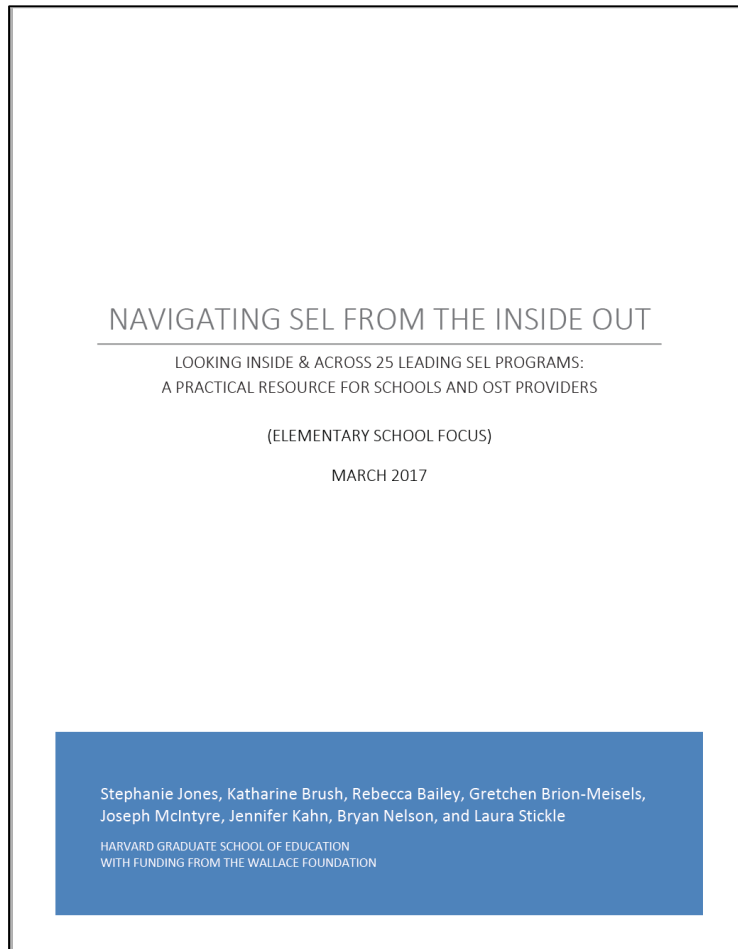 NAVIGATING SEL FROM THE INSIDE OUT
LOOKING INSIDE & ACROSS 25 LEADING SEL PROGRAMS:
A PRACTICAL RESOURCE FOR SCHOOLS AND OST PROVIDERS
(ELEMENTARY SCHOOL FOCUS)
MARCH 2017
Stephanie Jones, Katharine Brush, Rebecca Bailey, Gretchen Brion-Meisels,
Joseph McIntyre, Jennifer Kahn, Bryan Nelson, and Laura Stickle
HARVARD GRADUATE SCHOOL OF EDUCATION
WITH FUNDING FROM THE WALLACE FOUNDATION